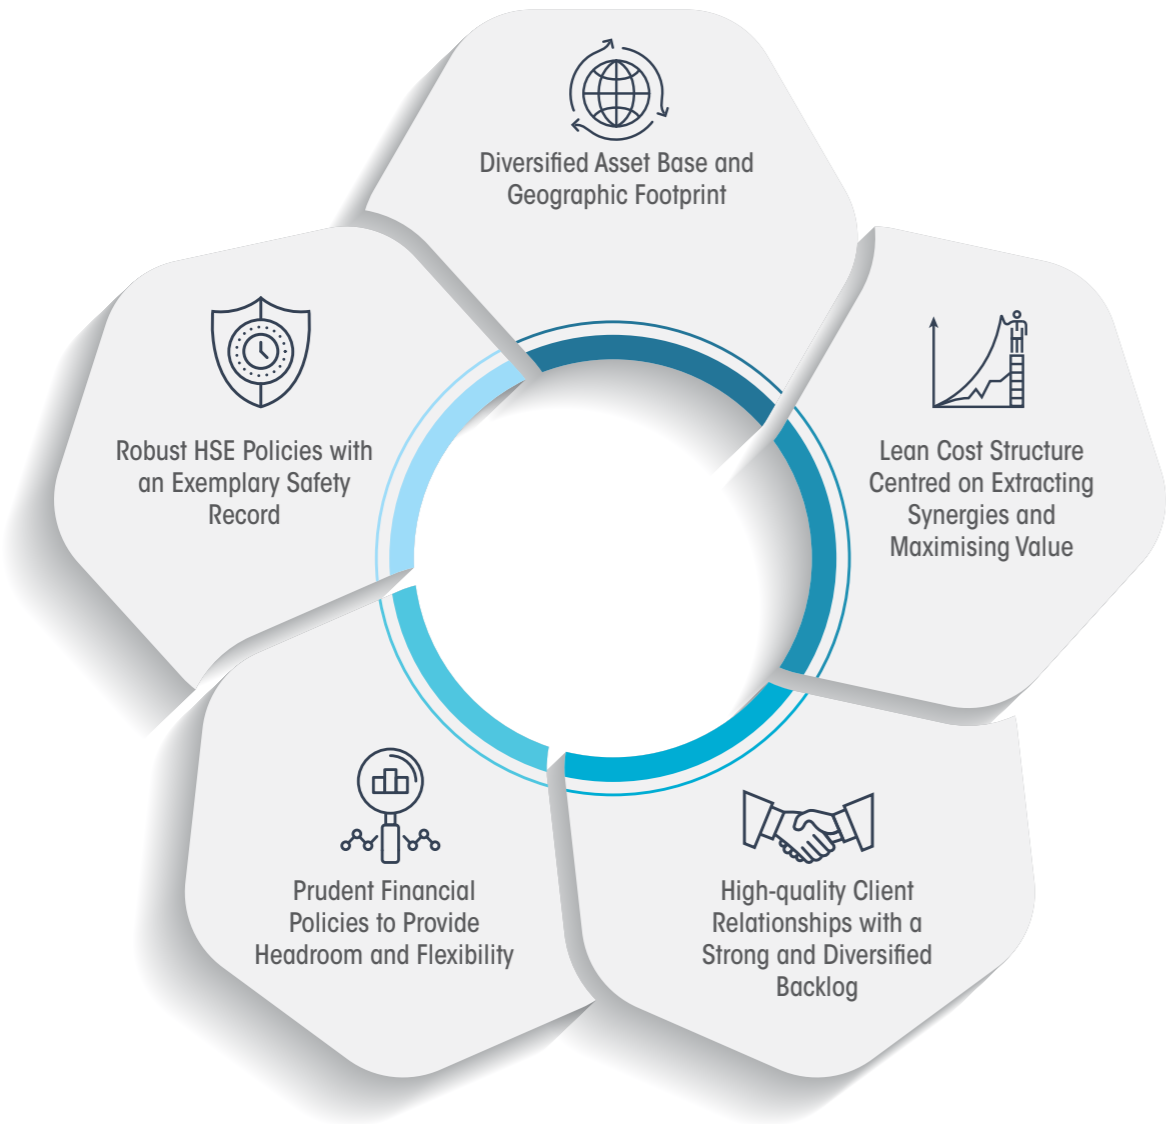 Diversified Asset Base and
Geographic Footprint
Lean Cost Structure
Centred on Extracting
Synergies and
Maximising Value
High-quality Client
Relationships with a
Strong and Diversified
Backlog
Prudent Financial
Policies to Provide
Headroom and Flexibility
Robust HSE Policies with
an Exemplary Safety
Record